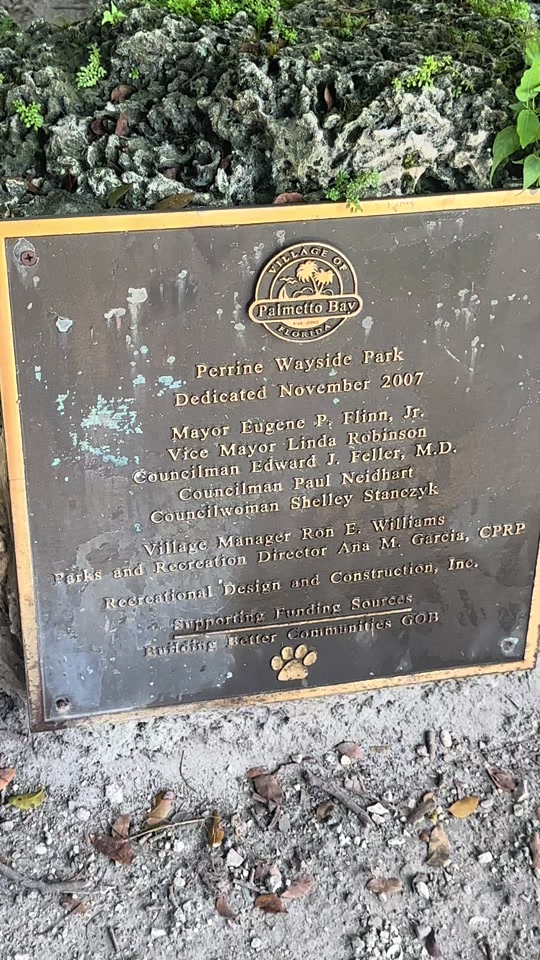 VILLAGE OF
Palmetto Bay
EST. 2002
FLORIDA
Perrine Wayside Park
Dedicated November 2007
Mayor Eugene P. Flinn, Jr.
Vice Mayor Linda Robinson
Councilman Edward J. Feller, M.D.
Councilman Paul Neidhart
Councilwoman Shelley Stanczyk
Village Manager Ron E. Williams
Parks and Recreation Director Ana M. Garcia, CPRP
Recreational Design and Construction, Inc.
Supporting Funding Sources
Building Better Communities GOB